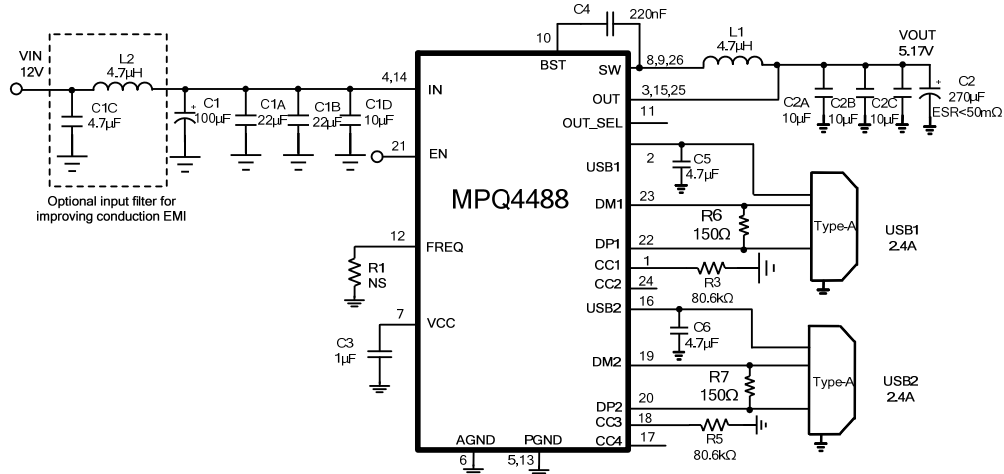 C4
220nF
10
BST
L1
4.7µH
VOUT
5.17V
VIN
12V
L2
4.7µH
SW
8,9,26
4,14
IN
OUT
3,15,25
C1C
4.7µF
C1
100µF
C1A
22µF
C1B
22µF
C1D
10µF
C2A
10µF
C2B
10µF
C2C
10µF
C2
270µF
ESR<50mΩ
OUT_SEL
11
21
EN
USB1
2
C5
4.7µF
Optional input filter for
improving conduction EMI
MPQ4488
DM1
23
R6
150Ω
Type-A
USB1
2.4A
12
FREQ
DP1
22
R1
NS
CC1
1
R3
80.6kΩ
CC2
24
USB2
16
7
VCC
C3
1µF
C6
4.7µF
DM2
19
R7
150Ω
Type-A
USB2
2.4A
DP2
20
CC3
18
R5
80.6kΩ
CC4
17
AGND
PGND
6
5,13